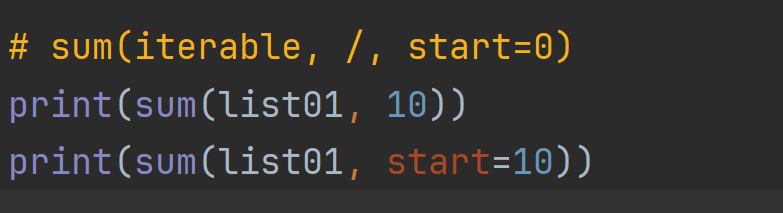 # sum(iterable, /, start=0)
print(sum(list01, 10))
print(sum(list01, start=10))